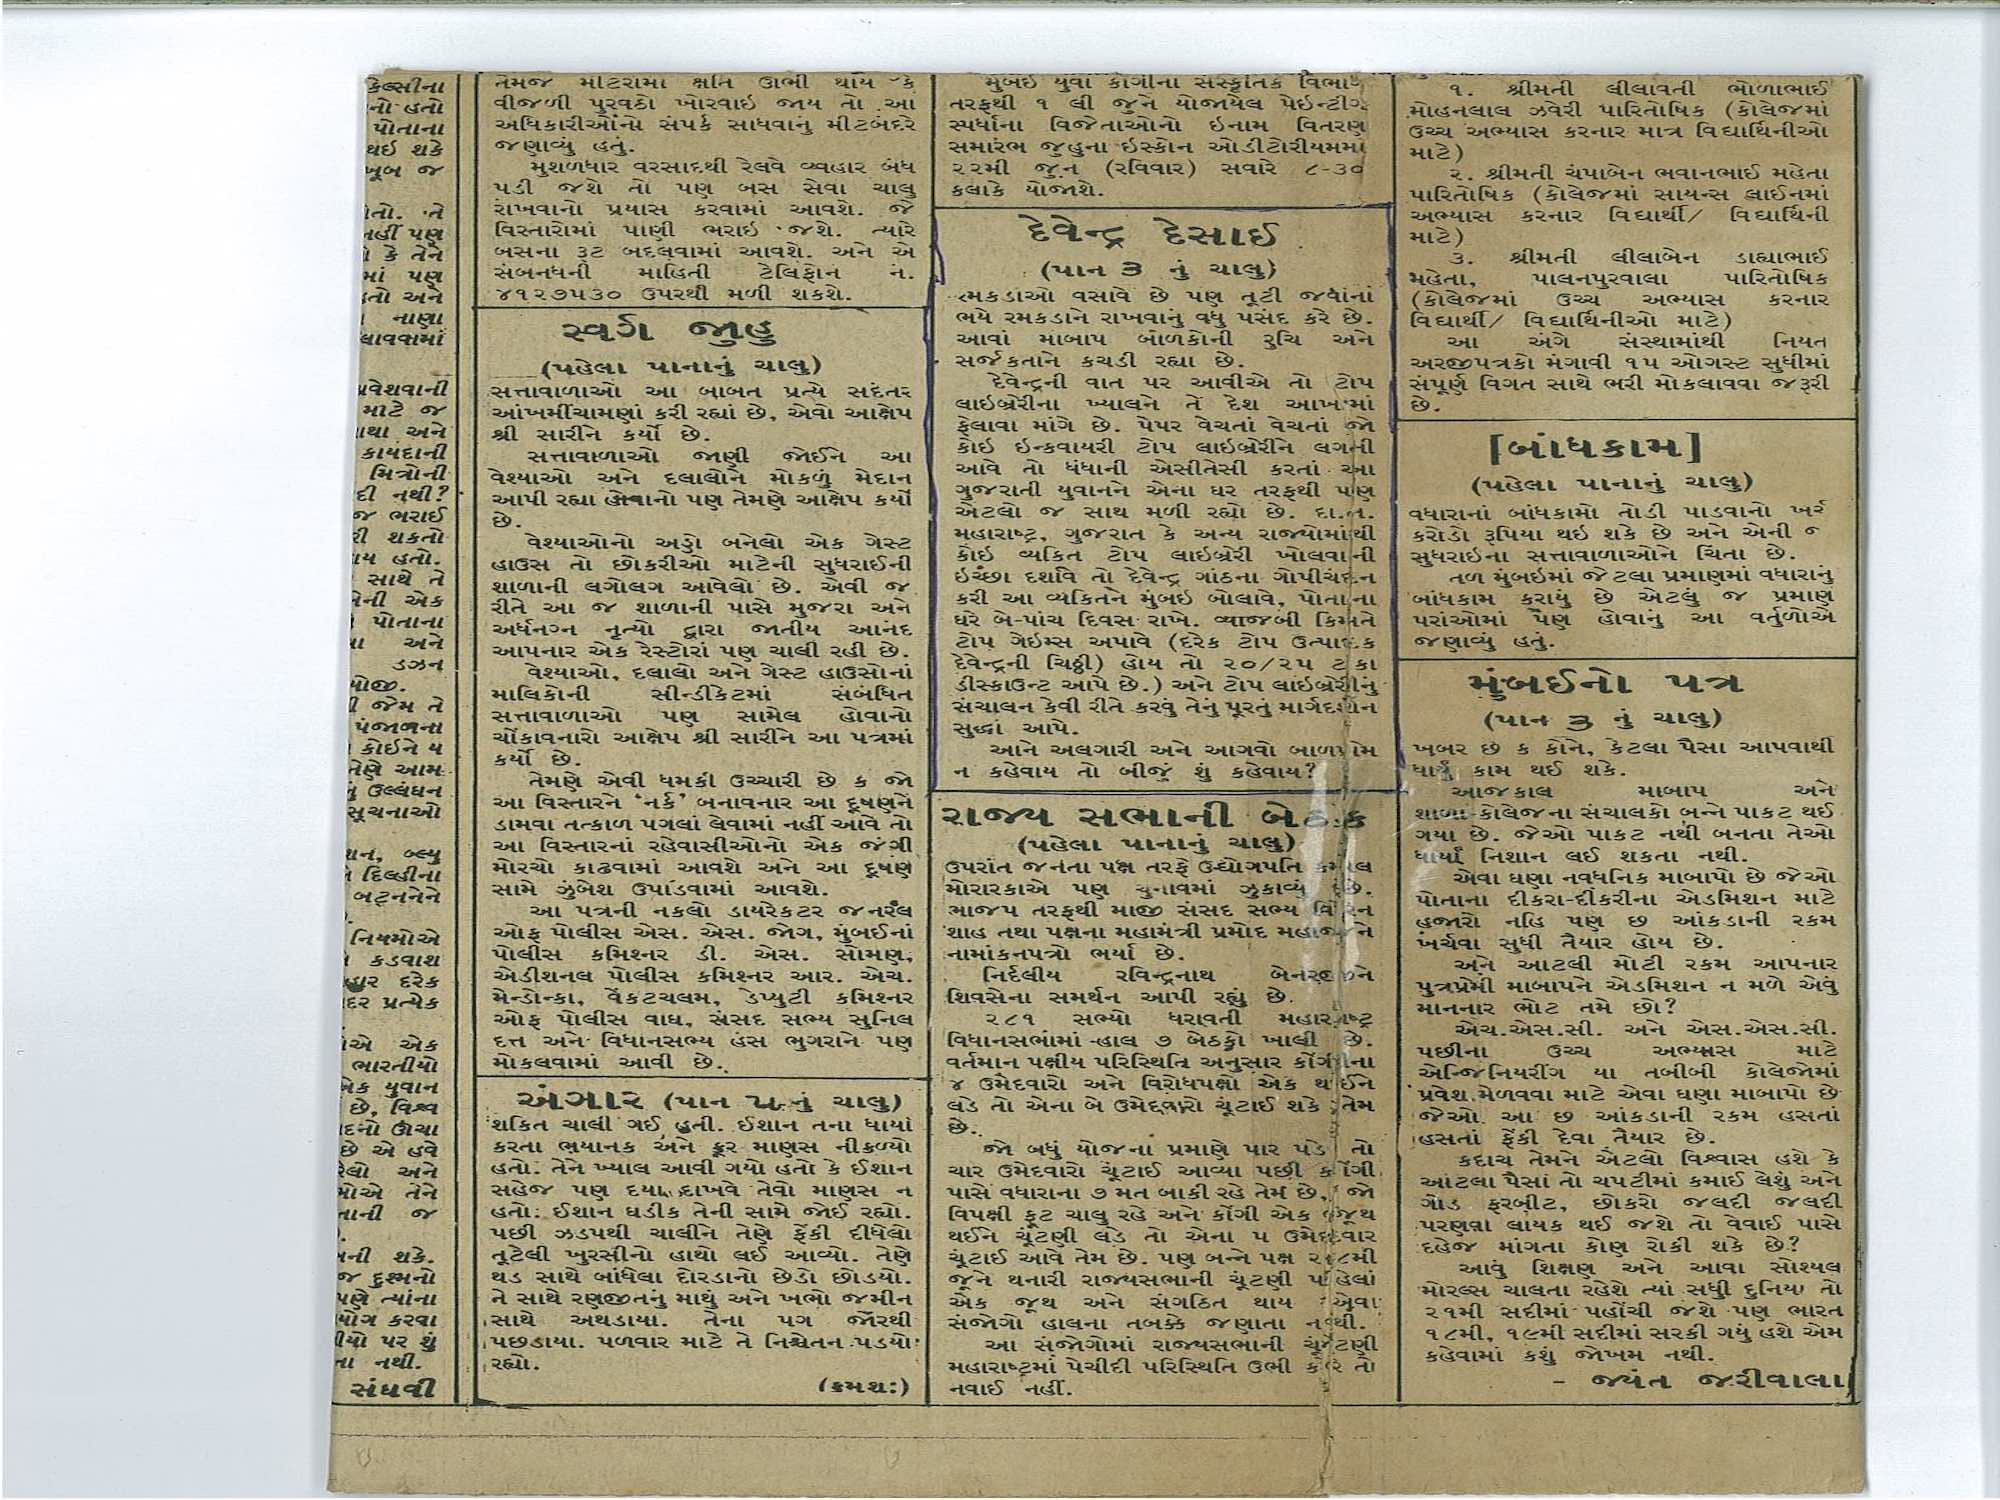 કેલ્સીના
નો હતો
પોતાના
થઇ શકે
ખૂબ જ
હતો. તે
નહીં પણ
કે તેને
માં પણ
હતો અને
નાણા
લાવવામાં
પ્રવેશવાની
માટે જ
અને
કાયદાની
મિત્રોની
દી નથી?
જ ભરાઈ
રી શકતો
ય હતો.
સાથે તે
ની એક
પોતાના
અને
ડઝન
યોજી.
જેમ તે
પંજાબના
કોઇને ય
તેણે આમ
ઉલ્લંઘન
સૂચનાઓ
શન, બ્લ્યુ
દિલ્હીના
બટનનેને
નિયમોએ
કડવાશ
હાર દરેક
દર પ્રત્યેક
એ એક
ભારતીયો
એક યુવાન
છે, વિશ્વ
દનો ઊંચા
છે એ હવે
રેલો અને
ઓએ તેને
તાની જ
ની શકે.
જ દુશ્મનો
પણે ત્યાંના
યોગ કરવા
ીયો પર શું
તા નથી.
સંઘવી
તેમજ મીટરોમાં ક્ષતિ ઊભી થાય કે
વીજળી પૂરવઠો ખોરવાઇ જાય તો આ
અધિકારીઓનો સંપર્ક સાધવાનું મીટબંદરે
જણાવ્યું હતું.
મુશળધાર વરસાદથી રેલવે વ્યવહાર બંધ
પડી જશે તો પણ બસ સેવા ચાલુ
રાખવાનો પ્રયાસ કરવામાં આવશે. જે
વિસ્તારોમાં પાણી ભરાઇ જશે. ત્યારે
બસના રૂટ બદલવામાં આવશે. અને એ
સંબનધની માહિતી ટેલિફોન નં.
૪૧૨૭૫૩૦ ઉપરથી મળી શકશે.
સ્વર્ગ જુહુ
(પહેલા પાનાનું ચાલુ)
સત્તાવાળાઓ આ બાબત પ્રત્યે સદંતર
આંખમીંચામણાં કરી રહ્યાં છે, એવો આક્ષેપ
શ્રી સારીને કર્યો છે.
સત્તાવાળાઓ જાણી જોઈને આ
વેશ્યાઓ અને દલાલોને મોકળું મેદાન
આપી રહ્યા હોવાનો પણ તેમણે આક્ષેપ કર્યો
છે.
વેશ્યાઓનો અડ્ડો બનેલો એક ગેસ્ટ
હાઉસ તો છોકરીઓ માટેની સુધરાઈની
શાળાની લગોલગ આવેલો છે. એવી જ
રીતે આ જ શાળાની પાસે મુજરા અને
અર્ધનગ્ન નૃત્યો દ્વારા જાતીય આનંદ
આપનાર એક રેસ્ટોરાં પણ ચાલી રહી છે.
વેશ્યાઓ, દલાલો અને ગેસ્ટ હાઉસોનાં
માલિકોની સીન્ડીકેટમાં સંબંધિત
સત્તાવાળાઓ પણ સામેલ હોવાનો
ચોંકાવનારો આક્ષેપ શ્રી સારીને આ પત્રમાં
કર્યો છે.
તેમણે એવી ધમકી ઉચ્ચારી છે ક જો
આ વિસ્તારને 'નર્ક' બનાવનાર આ દૂષણને
ડામવા તત્કાળ પગલાં લેવામાં નહીં આવે તો
આ વિસ્તારનાં રહેવાસીઓનો એક જંગી
મોરચો કાઢવામાં આવશે અને આ દૂષણ
સામે ઝુંબેશ ઉપાડવામાં આવશે.
આ પત્રની નકલો ડાયરેક્ટર જનરલ
ઓફ પોલીસ એસ. એસ. જોગ, મુંબઈનાં
પોલીસ કમિશ્નર ડી. એસ. સોમણ,
એડીશનલ પોલીસ કમિશ્નર આર. એચ.
મેન્ડોન્કા, વેંકટચલમ, ડેપ્યુટી કમિશ્નર
ઓફ પોલીસ વાઘ, સંસદ સભ્ય સુનિલ
દત્ત અને વિધાનસભ્ય હંસ ભુગરાને પણ
મોકલવામાં આવી છે.
અંગાર (પાન ૫ નું ચાલુ)
શકિત ચાલી ગઈ હતી. ઈશાન તના ધાર્યા
કરતા ભયાનક અને ક્રૂર માણસ નીકળ્યો
હતો. તેને ખ્યાલ આવી ગયો હતો કે ઈશાન
સહેજ પણ દયા દાખવે તેવો માણસ ન
હતો. ઈશાન ઘડીક તેની સામે જોઈ રહ્યો.
પછી ઝડપથી ચાલીને તેણે ફેંકી દીધેલો
તૂટેલી ખુરસીનો હાથો લઈ આવ્યો. તેણે
થડ સાથે બાંધેલા દોરડાનો છેડો છોડયો.
તે સાથે રણજીતનું માથું અને ખભો જમીન
સાથે અથડાયા. તેના પગ જોરથી
પછડાયા. પળવાર માટે તે નિશ્ચેતન પડયો
રહ્યો.
(ક્રમશ:)
મુંબઇ યુવા કોંગીના સંસ્કૃતિક વિભાગ
તરફથી ૧ લી જુને યોજાયેલ પેઇન્ટીંગ
સ્પર્ધાના વિજેતાઓનો ઇનામ વિતરણ
સમારંભ જુહુના ઇસ્કોન ઓડીટોરીયમમાં
૨૨મી જુન (રવિવાર) સવારે ૮-૩૦
કલાકે યોજાશે.
દેવેન્દ્ર દેસાઈ
(પાન ૩ નું ચાલુ)
રમકડાંઓ વસાવે છે પણ તૂટી જવાનાં
ભયે રમકડાંને રાખવાનું વધુ પસંદ કરે છે.
આવાં માબાપ બાળકોની રુચિ અને
સર્જકતાને કચડી રહ્યા છે.
દેવેન્દ્રની વાત પર આવીએ તો ટોય
લાઇબ્રેરીના ખ્યાલને તે દેશ આખામાં
ફેલાવા માંગે છે. પેપર વેચતાં વેચતાં જો
કોઇ ઇન્કવાયરી ટોય લાઇબ્રેરીને લગતી
આવે તો ધંધાની એસીતેસી કરતાં આ
ગુજરાતી યુવાનને એના ઘર તરફથી પણ
એટલો જ સાથ મળી રહ્યો છે. દા.ત.
મહારાષ્ટ્ર, ગુજરાત કે અન્ય રાજ્યોમાંથી
કોઇ વ્યકિત ટોય લાઇબ્રેરી ખોલવાની
ઇચ્છા દર્શાવે તો દેવેન્દ્ર ગાંઠના ગોપીચંદન
કરી આ વ્યકિતને મુંબઇ બોલાવે, પોતાના
ઘરે બે-પાંચ દિવસ રાખે. વ્યાજબી કિંમતે
ટોય ગેઇમ્સ અપાવે (દરેક ટોય ઉત્પાદક
દેવેન્દ્રની ચિઠ્ઠી) હોય તો ૨૦/૨૫ ટકા
ડીસ્કાઉન્ટ આપે છે.) અને ટોય લાઇબ્રેરીનું
સંચાલન કેવી રીતે કરવું તેનું પૂરતું માર્ગદર્શન
સુદ્ધાં આપે.
આને અલગારી અને આગવો બાળપ્રેમ
ન કહેવાય તો બીજું શું કહેવાય?
રાજ્ય સભાની બેઠક
(પહેલા પાનાનું ચાલુ)
ઉપરાંત જનતા પક્ષ તરફે ઉદ્યોગપતિ કમલ
મોરારકાએ પણ ચુનાવમાં ઝુકાવ્યું છે.
ભાજપ તરફથી માજી સંસદ સભ્ય વિરેન
શાહ તથા પક્ષના મહામંત્રી પ્રમોદ મહાજને
નામાંકનપત્રો ભર્યા છે.
નિર્દલીય રવિન્દ્રનાથ બેનરજીને
શિવસેના સમર્થન આપી રહ્યું છે.
૨૮૧ સભ્યો ધરાવતી મહારાષ્ટ્ર
વિધાનસભામાં હાલ ૭ બેઠકો ખાલી છે.
વર્તમાન પક્ષીય પરિસ્થિતિ અનુસાર કોંગીના
૪ ઉમેદવારો અને વિરોધપક્ષો એક થઈને
લડે તો એના બે ઉમેદવારો ચૂંટાઈ શકે તેમ
છે.
જો બધું યોજના પ્રમાણે પાર પડે તો
ચાર ઉમેદવારો ચૂંટાઈ આવ્યા પછી કોંગી
પાસે વધારાના ૭ મત બાકી રહે તેમ છે, જો
વિપક્ષી ફૂટ ચાલુ રહે અને કોંગી એક જૂથ
થઈને ચૂંટણી લડે તો એના ૫ ઉમેદવાર
ચૂંટાઈ આવે તેમ છે. પણ બન્ને પક્ષ ૨૮મી
જૂને થનારી રાજ્યસભાની ચૂંટણી પહેલાં
એક જૂથ અને સંગઠિત થાય એવા
સંજોગો હાલના તબક્કે જણાતા નથી.
આ સંજોગોમાં રાજ્યસભાની ચૂંટણી
મહારાષ્ટ્રમાં પેચીદી પરિસ્થિતિ ઉભી કરે તો
નવાઈ નહીં.
૧. શ્રીમતી લીલાવતી ભોળાભાઈ
મોહનલાલ ઝવેરી પારિતોષિક (કોલેજમાં
ઉચ્ચ અભ્યાસ કરનાર માત્ર વિદ્યાર્થિનીઓ
માટે)
૨. શ્રીમતી ચંપાબેન ભવાનભાઈ મહેતા
પારિતોષિક (કોલેજમાં સાયન્સ લાઈનમાં
અભ્યાસ કરનાર વિદ્યાર્થી/ વિદ્યાર્થિની
માટે)
૩. શ્રીમતી લીલાબેન ડાહ્યાભાઈ
મહેતા, પાલનપુરવાલા પારિતોષિક
(કોલેજમાં ઉચ્ચ અભ્યાસ કરનાર
વિદ્યાર્થી/ વિદ્યાર્થિનીઓ માટે)
આ અંગે સંસ્થામાંથી નિયત
અરજીપત્રકો મંગાવી ૧૫ ઓગસ્ટ સુધીમાં
સંપૂર્ણ વિગત સાથે ભરી મોકલાવવા જરૂરી
છે.
[બાંધકામ]
(પહેલા પાનાનું ચાલુ)
વધારાનાં બાંધકામો તોડી પાડવાનો ખર્ચ
કરોડો રૂપિયા થઇ શકે છે અને એની જ
સુધરાઇના સત્તાવાળાઓને ચિંતા છે.
તળ મુંબઇમાં જેટલા પ્રમાણમાં વધારાનું
બાંધકામ કરાયું છે એટલું જ પ્રમાણ
પરાંઓમાં પણ હોવાનું આ વર્તુળોએ
જણાવ્યું હતું.
મુંબઈનો પત્ર
(પાન ૩ નું ચાલુ)
ખબર છે ક કોને, કેટલા પૈસા આપવાથી
ધાર્યું કામ થઈ શકે.
આજકાલ માબાપ અને
શાળા-કોલેજના સંચાલકો બન્ને પાકટ થઈ
ગયા છે. જેઓ પાકટ નથી બનતા તેઓ
ધાર્યાં નિશાન લઈ શકતા નથી.
એવા ઘણા નવધનિક માબાપો છે જેઓ
પોતાના દીકરા-દીકરીના એડમિશન માટે
હજારો નહિ પણ છ આંકડાની રકમ
ખર્ચવા સુધી તૈયાર હોય છે.
અને આટલી મોટી રકમ આપનાર
પુત્રપ્રેમી માબાપને એડમિશન ન મળે એવું
માનનાર ભોટ તમે છો?
એચ.એસ.સી. અને એસ.એસ.સી.
પછીના ઉચ્ચ અભ્યાસ માટે
એન્જિનિયરીંગ યા તબીબી કોલેજોમાં
પ્રવેશ મેળવવા માટે એવા ઘણા માબાપો છે
જેઓ આ છ આંકડાની રકમ હસતાં
હસતાં ફેંકી દેવા તૈયાર છે.
કદાચ તેમને એટલો વિશ્વાસ હશે કે
આટલા પૈસા તો ચપટીમાં કમાઈ લેશું અને
ગોડ ફરબીટ, છોકરો જલદી જલદી
પરણવા લાયક થઈ જશે તો વેવાઈ પાસે
દહેજ માંગતા કોણ રોકી શકે છે?
આવું શિક્ષણ અને આવા સોશ્યલ
મોરલ્સ ચાલતા રહેશે ત્યાં સુધી દુનિયા તો
૨૧મી સદીમાં પહોંચી જશે પણ ભારત
૧૮મી, ૧૯મી સદીમાં સરકી ગયું હશે એમ
કહેવામાં કશું જોખમ નથી.
- જયંત જરીવાલા